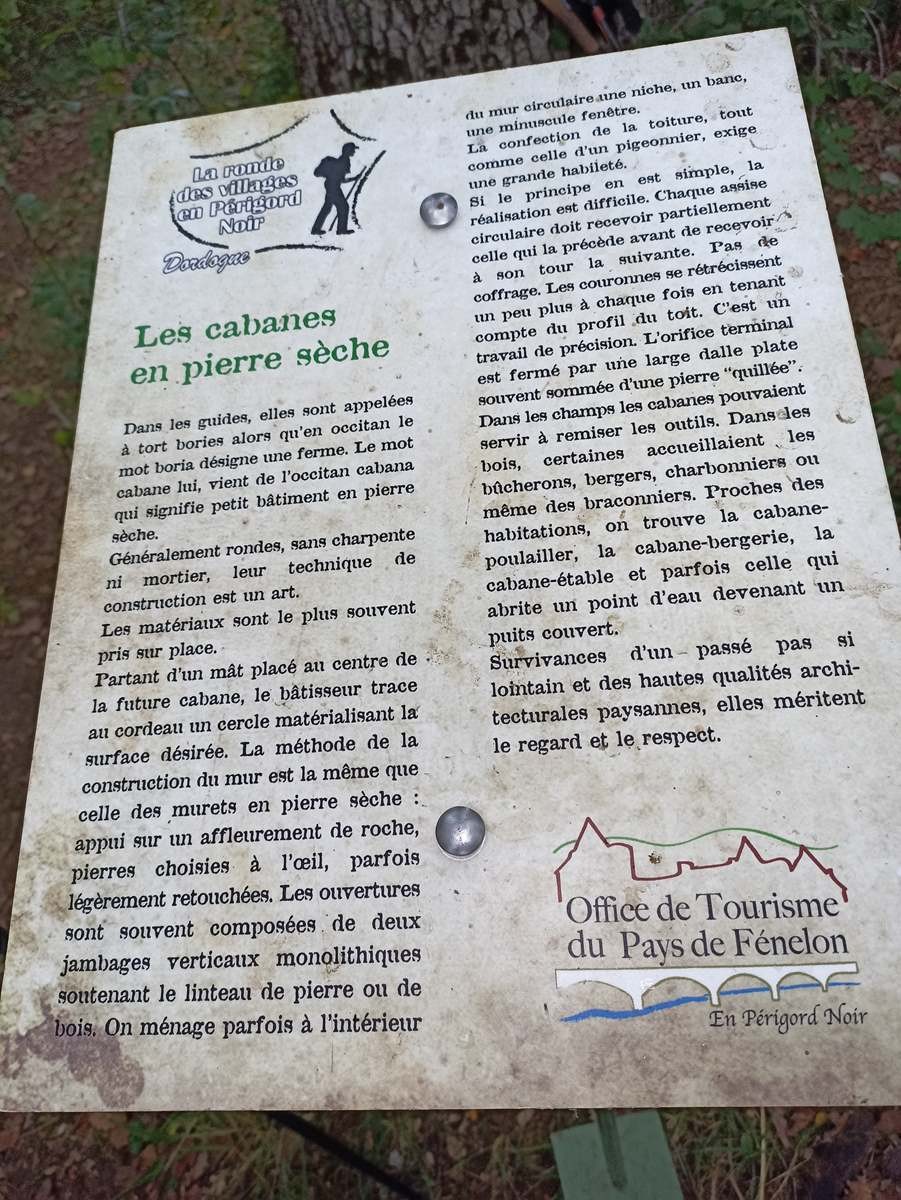 La ronde
des villages
en Périgord
Noir
Dordogne
Les cabanes
en pierre sèche
Dans les guides, elles sont appelées
à tort bories alors qu'en occitan le
mot boria désigne une ferme. Le mot
cabane lui, vient de l'occitan cabana
qui signifie petit bâtiment en pierre
sèche.
Généralement rondes, sans charpente
ni mortier, leur technique de
construction est un art.
Les matériaux sont le plus souvent
pris sur place.
Partant d'un mât placé au centre de
la future cabane, le bâtisseur trace
au cordeau un cercle matérialisant la
surface désirée. La méthode de la
construction du mur est la même que
celle des murets en pierre sèche :
appui sur un affleurement de roche,
pierres choisies à l'œil, parfois
légèrement retouchées. Les ouvertures
sont souvent composées de deux
jambages verticaux monolithiques
soutenant le linteau de pierre ou de
bois. On ménage parfois à l'intérieur
du mur circulaire une niche, un banc,
une minuscule fenêtre.
La confection de la toiture, tout
comme celle d'un pigeonnier, exige
une grande habileté.
Si le principe en est simple, la
réalisation est difficile. Chaque assise
circulaire doit recevoir partiellement
celle qui la précède avant de recevoir
à son tour la suivante. Pas de
coffrage. Les couronnes se rétrécissent
un peu plus à chaque fois en tenant
compte du profil du toit. C'est un
travail de précision. L'orifice terminal
est fermé par une large dalle plate
souvent sommée d'une pierre "quillée".
Dans les champs les cabanes pouvaient
servir à remiser les outils. Dans les
bois, certaines accueillaient les
bûcherons, bergers, charbonniers ou
même des braconniers. Proches des
habitations, on trouve la cabane-
poulailler, la cabane-bergerie, la
cabane-étable et parfois celle qui
abrite un point d'eau devenant un
puits couvert.
Survivances d'un passé pas si
lointain et des hautes qualités archi-
tecturales paysannes, elles méritent
le regard et le respect.
Office de Tourisme
du Pays de Fénelon
En Périgord Noir